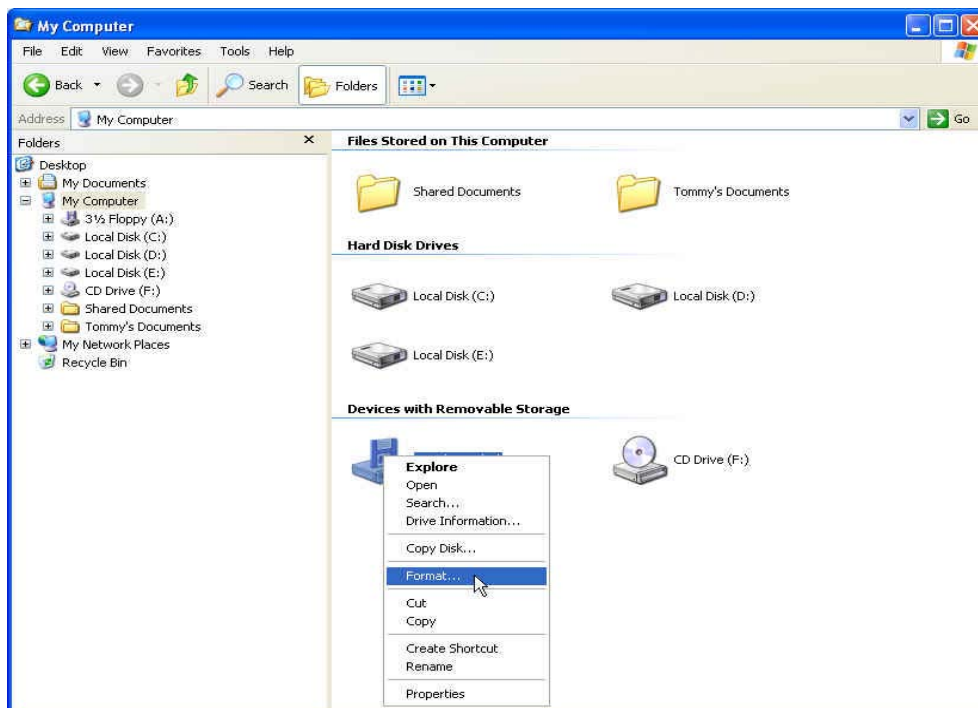 My Computer
File Edit View Favorites Tools Help
Back Search Folders
Address My Computer Go
Folders
Desktop
My Documents
My Computer
3½ Floppy (A:)
Local Disk (C:)
Local Disk (D:)
Local Disk (E:)
CD Drive (F:)
Shared Documents
Tommy's Documents
My Network Places
Recycle Bin
Files Stored on This Computer
Shared Documents Tommy's Documents
Hard Disk Drives
Local Disk (C:) Local Disk (D:)
Local Disk (E:)
Devices with Removable Storage
CD Drive (F:)
Explore
Open
Search...
Drive Information...
Copy Disk...
Format...
Cut
Copy
Create Shortcut
Rename
Properties